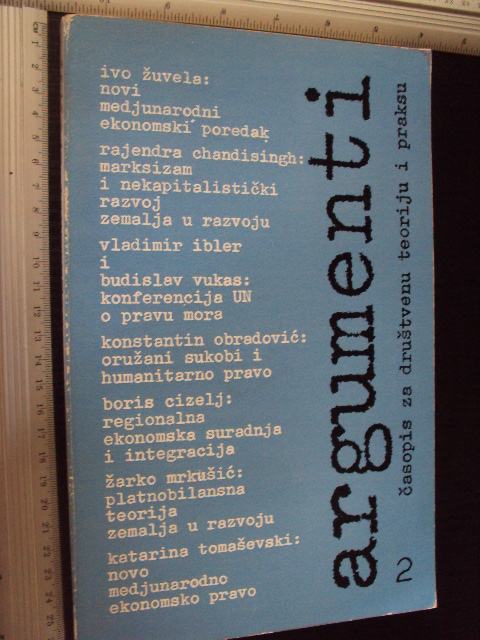 ivo žuvela:
novi
medjunarodni
ekonomski poredak
rajendra chandisingh:
marksizam
i nekapitalistički
razvoj
zemalja u razvoju
vladimir ibler
i
budislav vukas:
konferencija UN
o pravu mora
konstantin obradović:
oružani sukobi i
humanitarno pravo
boris cizelj:
regionalna
ekonomska suradnja
i integracija
žarko mrkušić:
platnobilansna
teorija
zemalja u razvoju
katarina tomaševski:
novo
medjunarodno
ekonomsko pravo
argumenti
časopis za društvenu teoriju i praksu
2